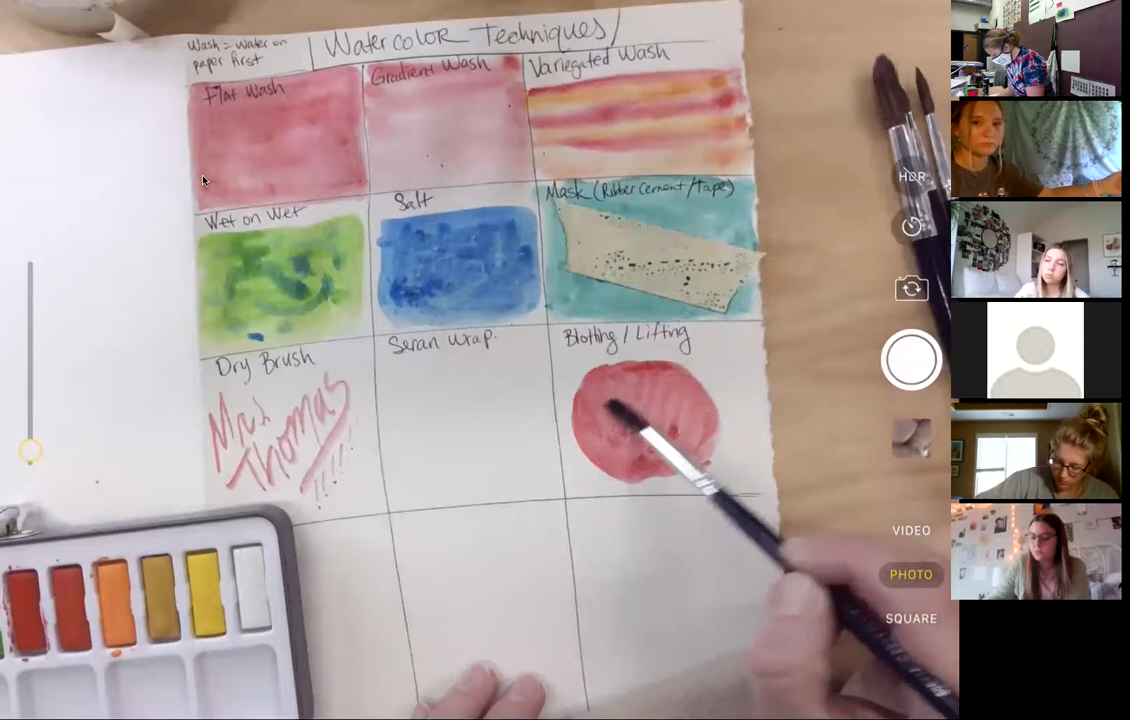 Wash = Water on
paper first
Watercolor Techniques
Flat Wash
Gradient Wash
Variegated Wash
Wet on Wet
Salt
Mask (Rubber Cement/Tape)
Dry Brush
Seran Wrap.
Blotting / Lifting
Mrs
Thomas
!!!!
HDR
VIDEO
PHOTO
SQUARE